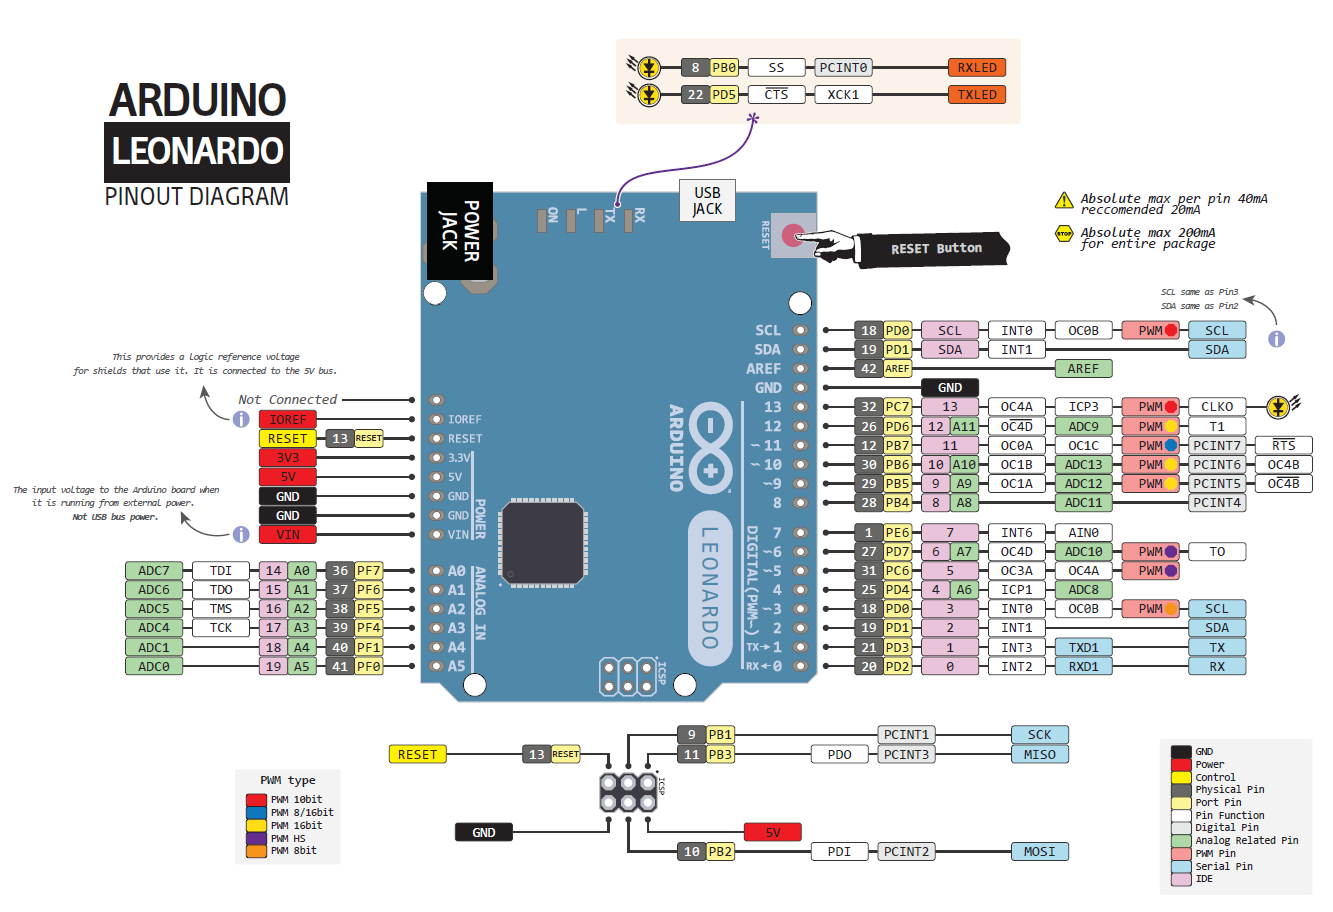 8 PB0 SS PCINT0 RXLED
22 PD5 CTS XCK1 TXLED
ARDUINO
LEONARDO
PINOUT DIAGRAM
POWER
JACK
ON
L
TX
RX
USB
JACK
RESET
RESET Button
Absolute max per pin 40mA
reccomended 20mA
STOP
Absolute max 200mA
for entire package
SCL same as Pin3
SDA same as Pin2
This provides a logic reference voltage
for shields that use it. It is connected to the 5V bus.
Not Connected
i IOREF
RESET 13 RESET
3V3
5V
GND
GND
i VIN
The input voltage to the Arduino board when
it is running from external power.
Not USB bus power.
ADC7 TDI 14 A0 36 PF7
ADC6 TDO 15 A1 37 PF6
ADC5 TMS 16 A2 38 PF5
ADC4 TCK 17 A3 39 PF4
ADC1 18 A4 40 PF1
ADC0 19 A5 41 PF0
IOREF
RESET
3.3V
5V
GND
GND
VIN
POWER
A0
A1
A2
A3
A4
A5
ANALOG IN
ARDUINO
LEONARDO
DIGITAL(PWM~)
ICSP
SCL
SDA
AREF
GND
13
12
~11
~10
~9
8
7
~6
~5
4
~3
2
TX→1
RX←0
18 PD0 SCL INT0 OC0B PWM SCL
i
19 PD1 SDA INT1 SDA
42 AREF AREF
GND
32 PC7 13 OC4A ICP3 PWM CLKO
26 PD6 12 A11 OC4D ADC9 PWM T1
12 PB7 11 OC0A OC1C PWM PCINT7 RTS
30 PB6 10 A10 OC1B ADC13 PWM PCINT6 OC4B
29 PB5 9 A9 OC1A ADC12 PWM PCINT5 OC4B
28 PB4 8 A8 ADC11 PCINT4
1 PE6 7 INT6 AIN0
27 PD7 6 A7 OC4D ADC10 PWM TO
31 PC6 5 OC3A OC4A PWM
25 PD4 4 A6 ICP1 ADC8
18 PD0 3 INT0 OC0B PWM SCL
19 PD1 2 INT1 SDA
21 PD3 1 INT3 TXD1 TX
20 PD2 0 INT2 RXD1 RX
9 PB1 PCINT1 SCK
RESET 13 RESET
11 PB3 PDO PCINT3 MISO
ICSP
GND
5V
10 PB2 PDI PCINT2 MOSI
PWM type
PWM 10bit
PWM 8/16bit
PWM 16bit
PWM HS
PWM 8bit
GND
Power
Control
Physical Pin
Port Pin
Pin Function
Digital Pin
Analog Related Pin
PWM Pin
Serial Pin
IDE